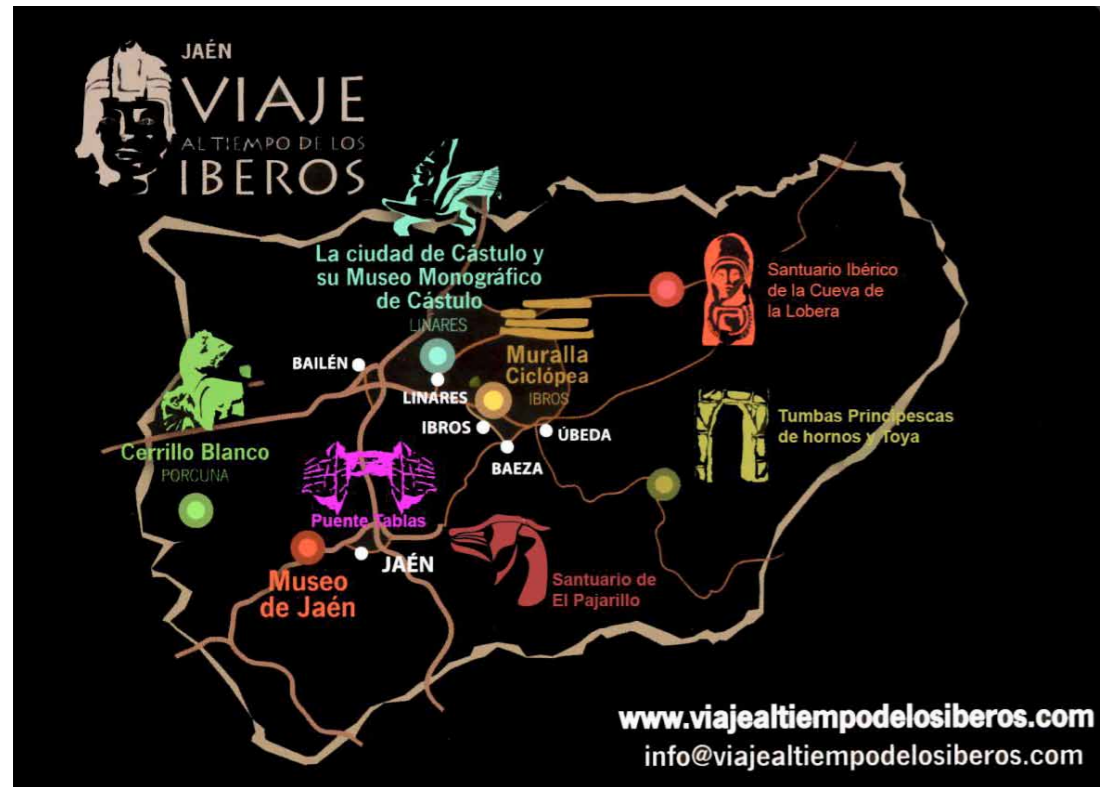 JAÉN
VIAJE
AL TIEMPO DE LOS
IBEROS
La ciudad de Cástulo y
su Museo Monográfico
de Cástulo
LINARES
Santuario Ibérico
de la Cueva de
la Lobera
Muralla
Ciclópea
IBROS
BAILÉN
LINARES
IBROS
ÚBEDA
BAEZA
Tumbas Principescas
de hornos y Toya
Cerrillo Blanco
PORCUNA
Puente Tablas
JAÉN
Museo
de Jaén
Santuario de
El Pajarillo
www.viajealtiempodelosiberos.com
info@viajealtiempodelosiberos.com